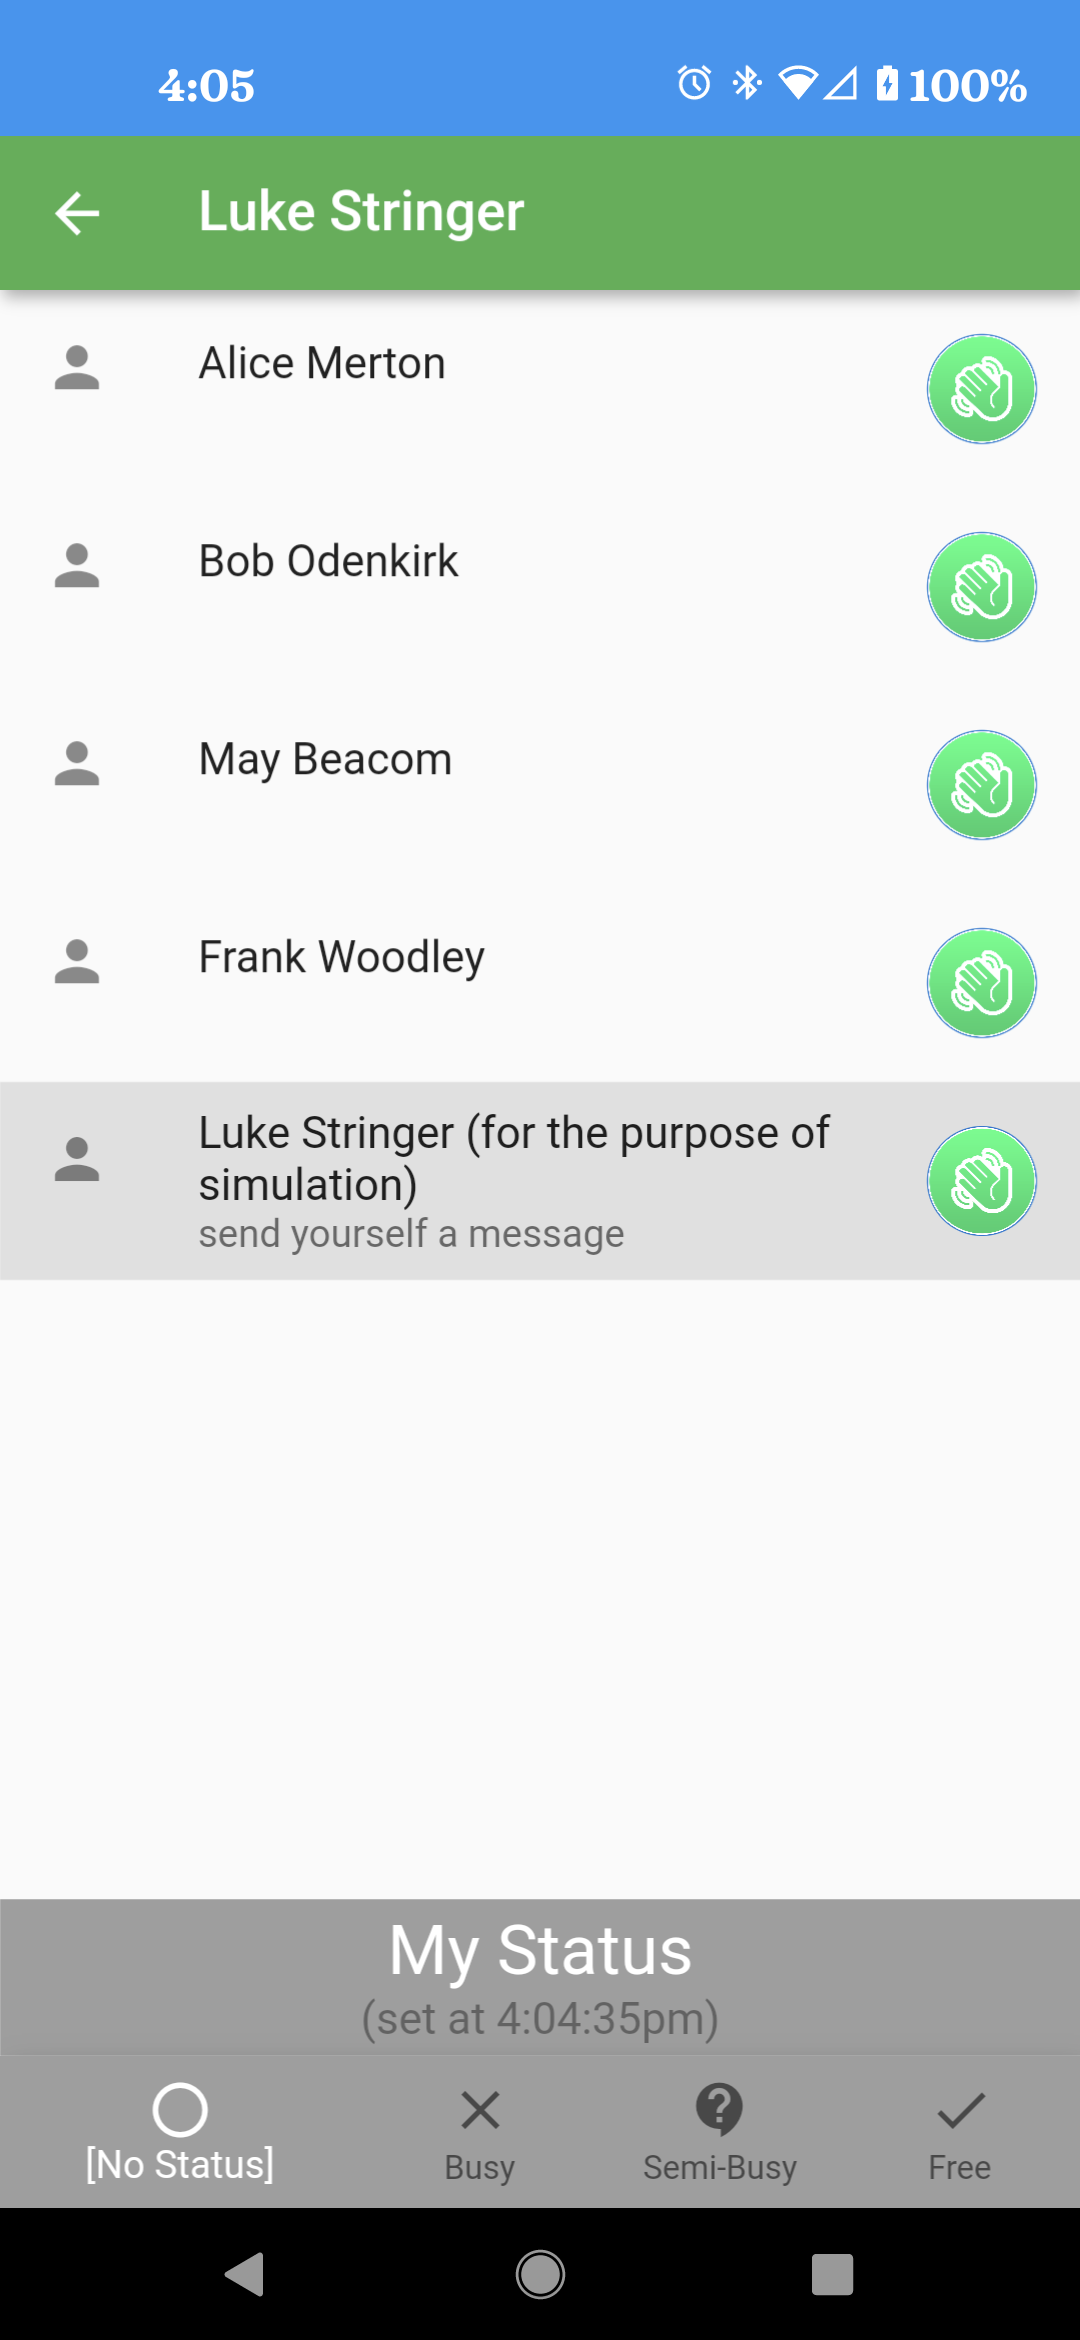 4:05
100%
Luke Stringer
Alice Merton
Bob Odenkirk
May Beacom
Frank Woodley
Luke Stringer (for the purpose of
simulation)
send yourself a message
My Status
(set at 4:04:35pm)
[No Status]
Busy
Semi-Busy
Free